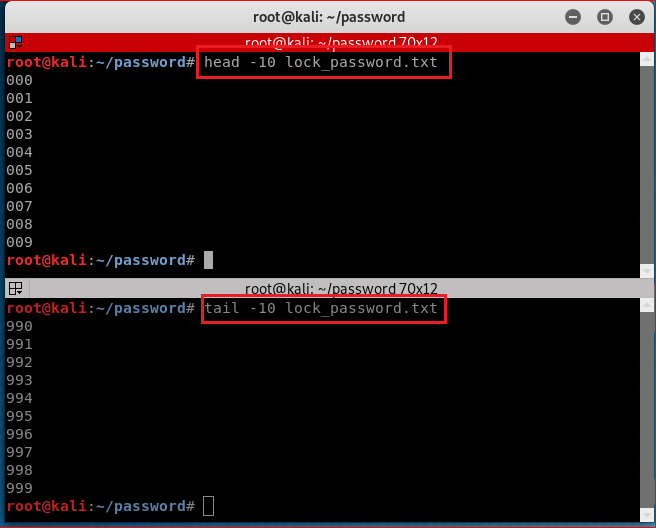 root@kali: ~/password
root@kali: ~/password 70x12
root@kali:~/password# head -10 lock_password.txt
000
001
002
003
004
005
006
007
008
009
root@kali:~/password#
root@kali: ~/password 70x12
root@kali:~/password# tail -10 lock_password.txt
990
991
992
993
994
995
996
997
998
999
root@kali:~/password#